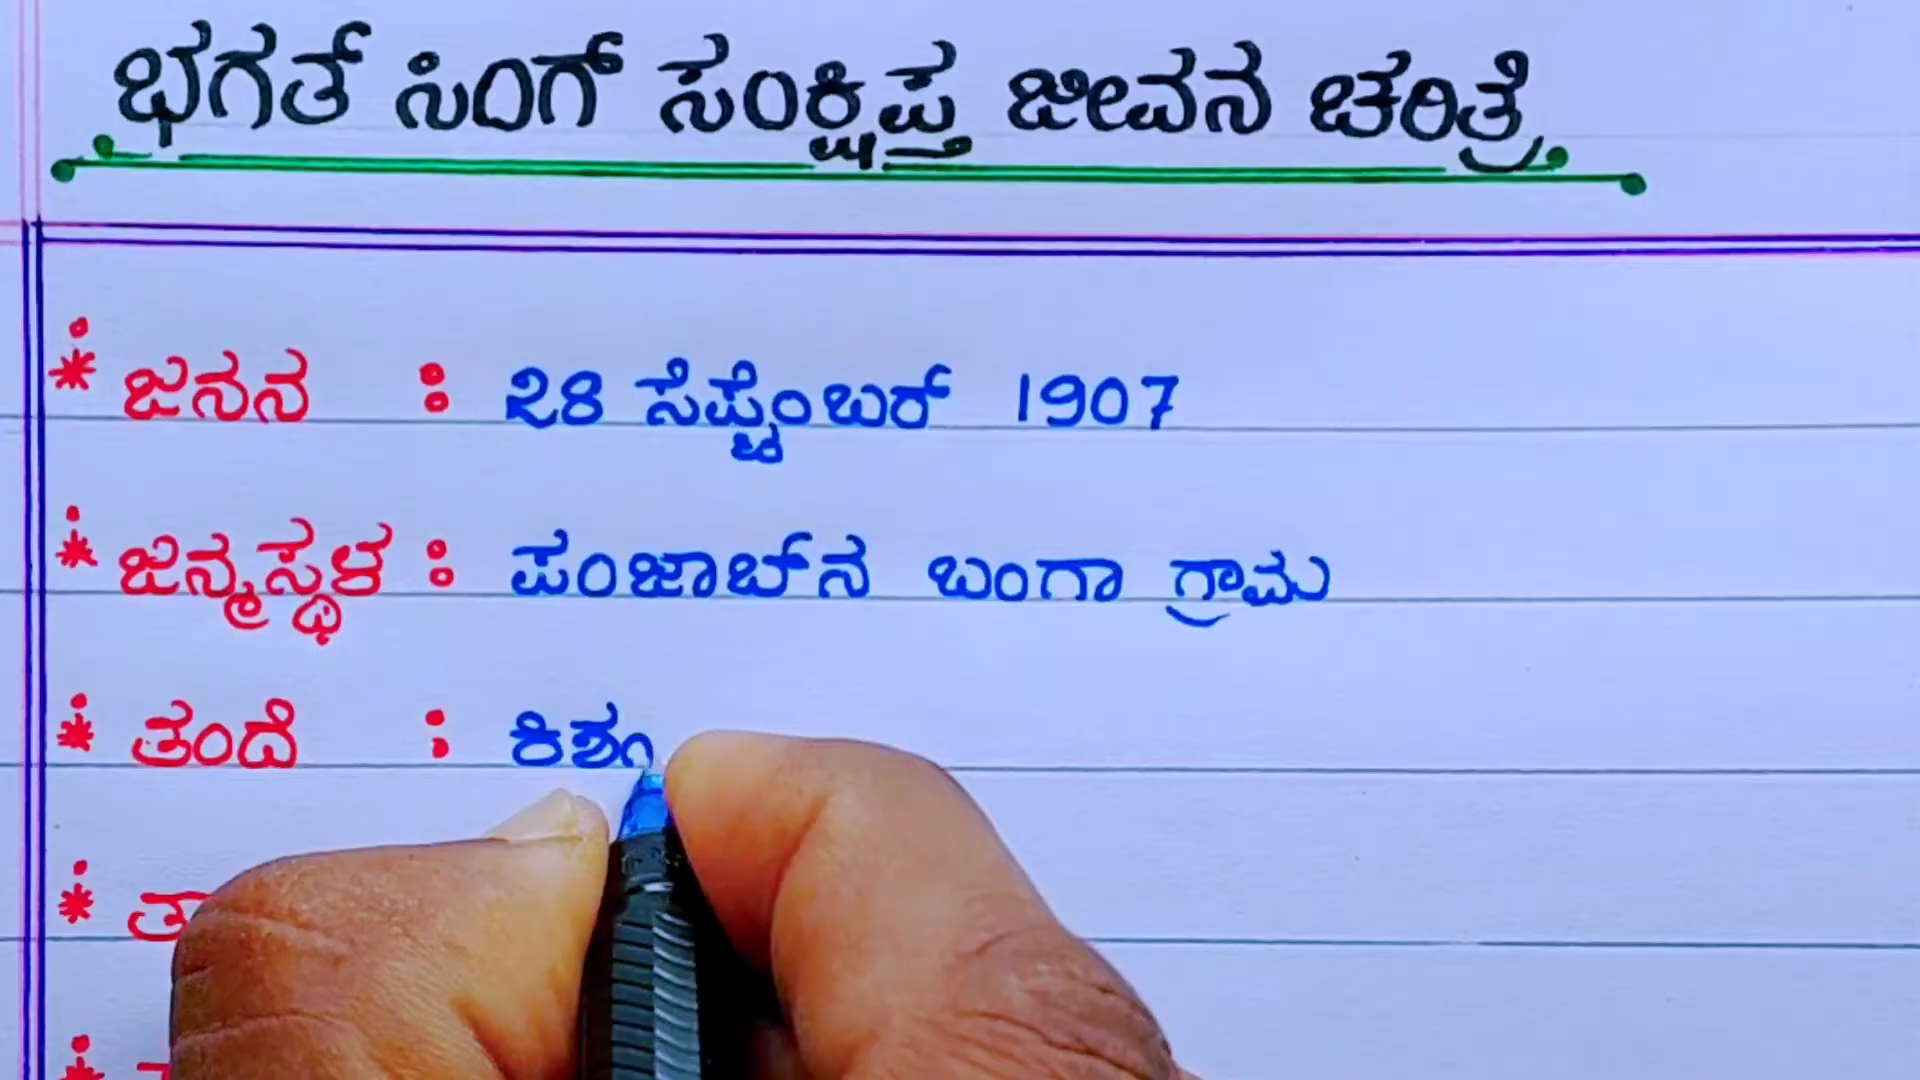 ಭಗತ್ ಸಿಂಗ್ ಸಂಕ್ಷಿಪ್ತ ಜೀವನ ಚರಿತ್ರೆ
* ಜನನ : 28 ಸೆಪ್ಟೆಂಬರ್ 1907
* ಜನ್ಮಸ್ಥಳ : ಪಂಜಾಬ್‌ನ ಬಂಗಾ ಗ್ರಾಮ
* ತಂದೆ : ಕಿಶಂ
* ತಾ